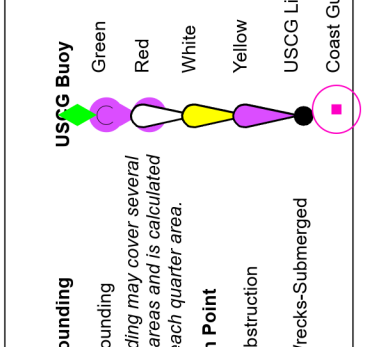 ounding
ounding
ding may cover several
areas and is calculated
each quarter area.
n Point
bstruction
recks-Submerged
USCG Buoy
Green
Red
White
Yellow
USCG Li
Coast Gu